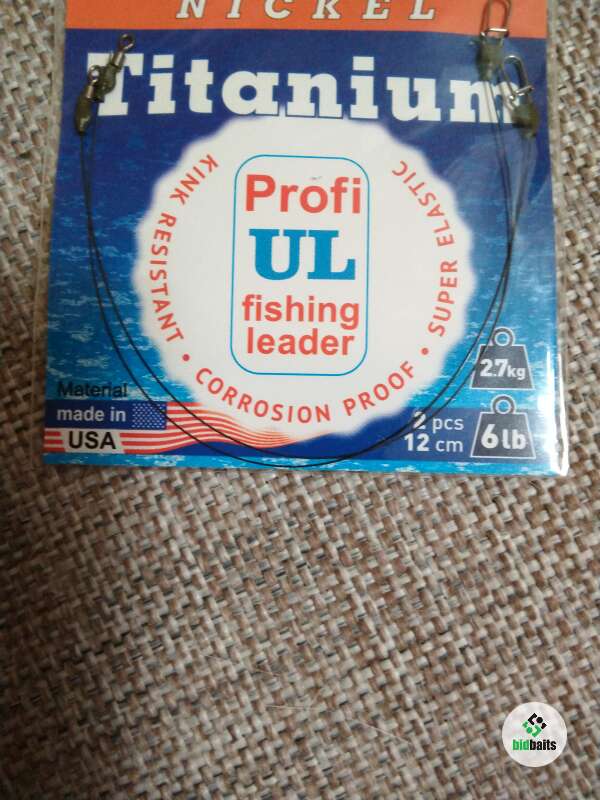 NICKEL
Titanium
KINK RESISTANT • CORROSION PROOF • SUPER ELASTIC
Profi
UL
fishing
leader
2.7kg
Material
made in
USA
2 pcs
12 cm
6lb
bidbaits